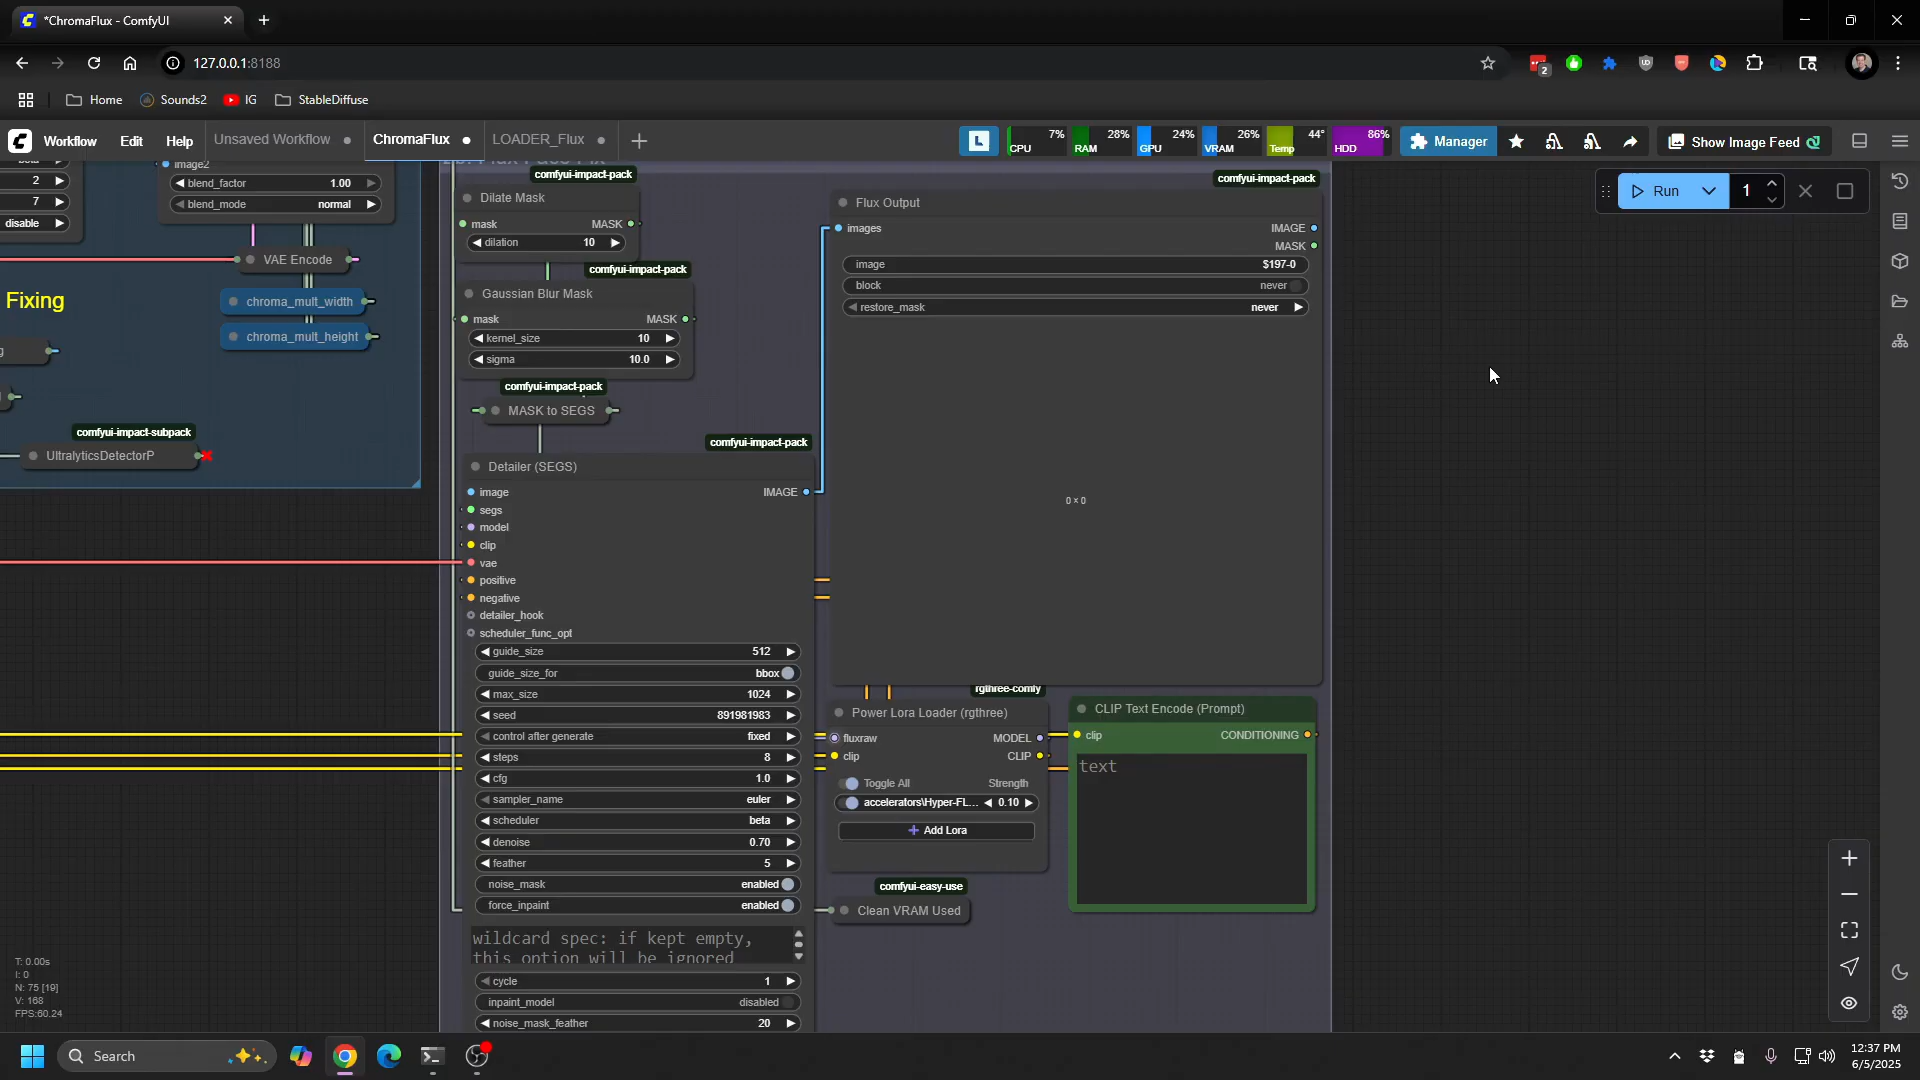 *ChromaFlux - ComfyUI
127.0.0.1:8188
2
Home
Sounds2
IG
StableDiffuse
Workflow
Edit
Help
Unsaved Workflow
ChromaFlux
LOADER_Flux
L
CPU 7%
RAM 28%
GPU 24%
VRAM 26%
Temp 44°
HDD 86%
Manager
Show Image Feed
Run
1
2
7
disable
image2
blend_factor 1.00
blend_mode normal
VAE Encode
Fixing
chroma_mult_width
chroma_mult_height
comfyui-impact-subpack
UltralyticsDetectorP
comfyui-impact-pack
Dilate Mask
mask MASK
dilation 10
comfyui-impact-pack
Gaussian Blur Mask
mask MASK
kernel_size 10
sigma 10.0
comfyui-impact-pack
MASK to SEGS
comfyui-impact-pack
Detailer (SEGS)
image IMAGE
segs
model
clip
vae
positive
negative
detailer_hook
scheduler_func_opt
guide_size 512
guide_size_for bbox
max_size 1024
seed 891981983
control after generate fixed
steps 8
cfg 1.0
sampler_name euler
scheduler beta
denoise 0.70
feather 5
noise_mask enabled
force_inpaint enabled
wildcard spec: if kept empty,
this option will be ignored
cycle 1
inpaint_model disabled
noise_mask_feather 20
comfyui-impact-pack
Flux Output
images IMAGE
MASK
image $197-0
block never
restore_mask never
0 × 0
rgthree-comfy
Power Lora Loader (rgthree)
fluxraw MODEL
clip CLIP
Toggle All Strength
accelerators\Hyper-FL... 0.10
Add Lora
comfyui-easy-use
Clean VRAM Used
CLIP Text Encode (Prompt)
clip CONDITIONING
text
T: 0.00s
I: 0
N: 75 [19]
V: 168
FPS:60.24
Search
12:37 PM
6/5/2025